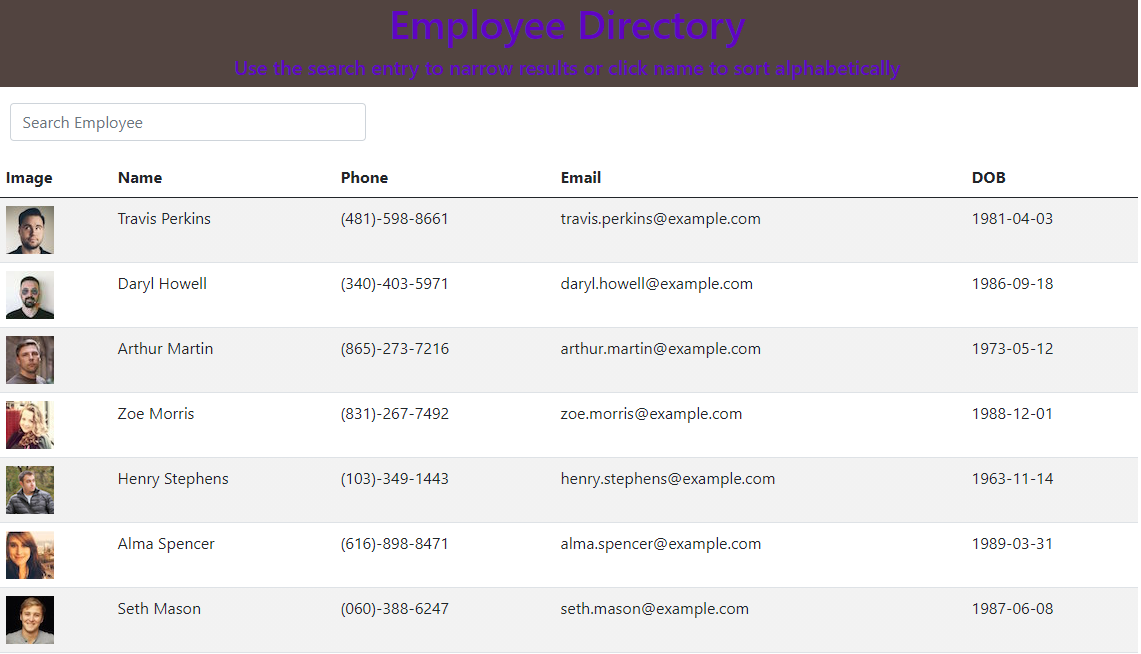 Employee Directory
Use the search entry to narrow results or click name to sort alphabetically
Search Employee
Image Name Phone Email DOB
Travis Perkins (481)-598-8661 travis.perkins@example.com 1981-04-03
Daryl Howell (340)-403-5971 daryl.howell@example.com 1986-09-18
Arthur Martin (865)-273-7216 arthur.martin@example.com 1973-05-12
Zoe Morris (831)-267-7492 zoe.morris@example.com 1988-12-01
Henry Stephens (103)-349-1443 henry.stephens@example.com 1963-11-14
Alma Spencer (616)-898-8471 alma.spencer@example.com 1989-03-31
Seth Mason (060)-388-6247 seth.mason@example.com 1987-06-08